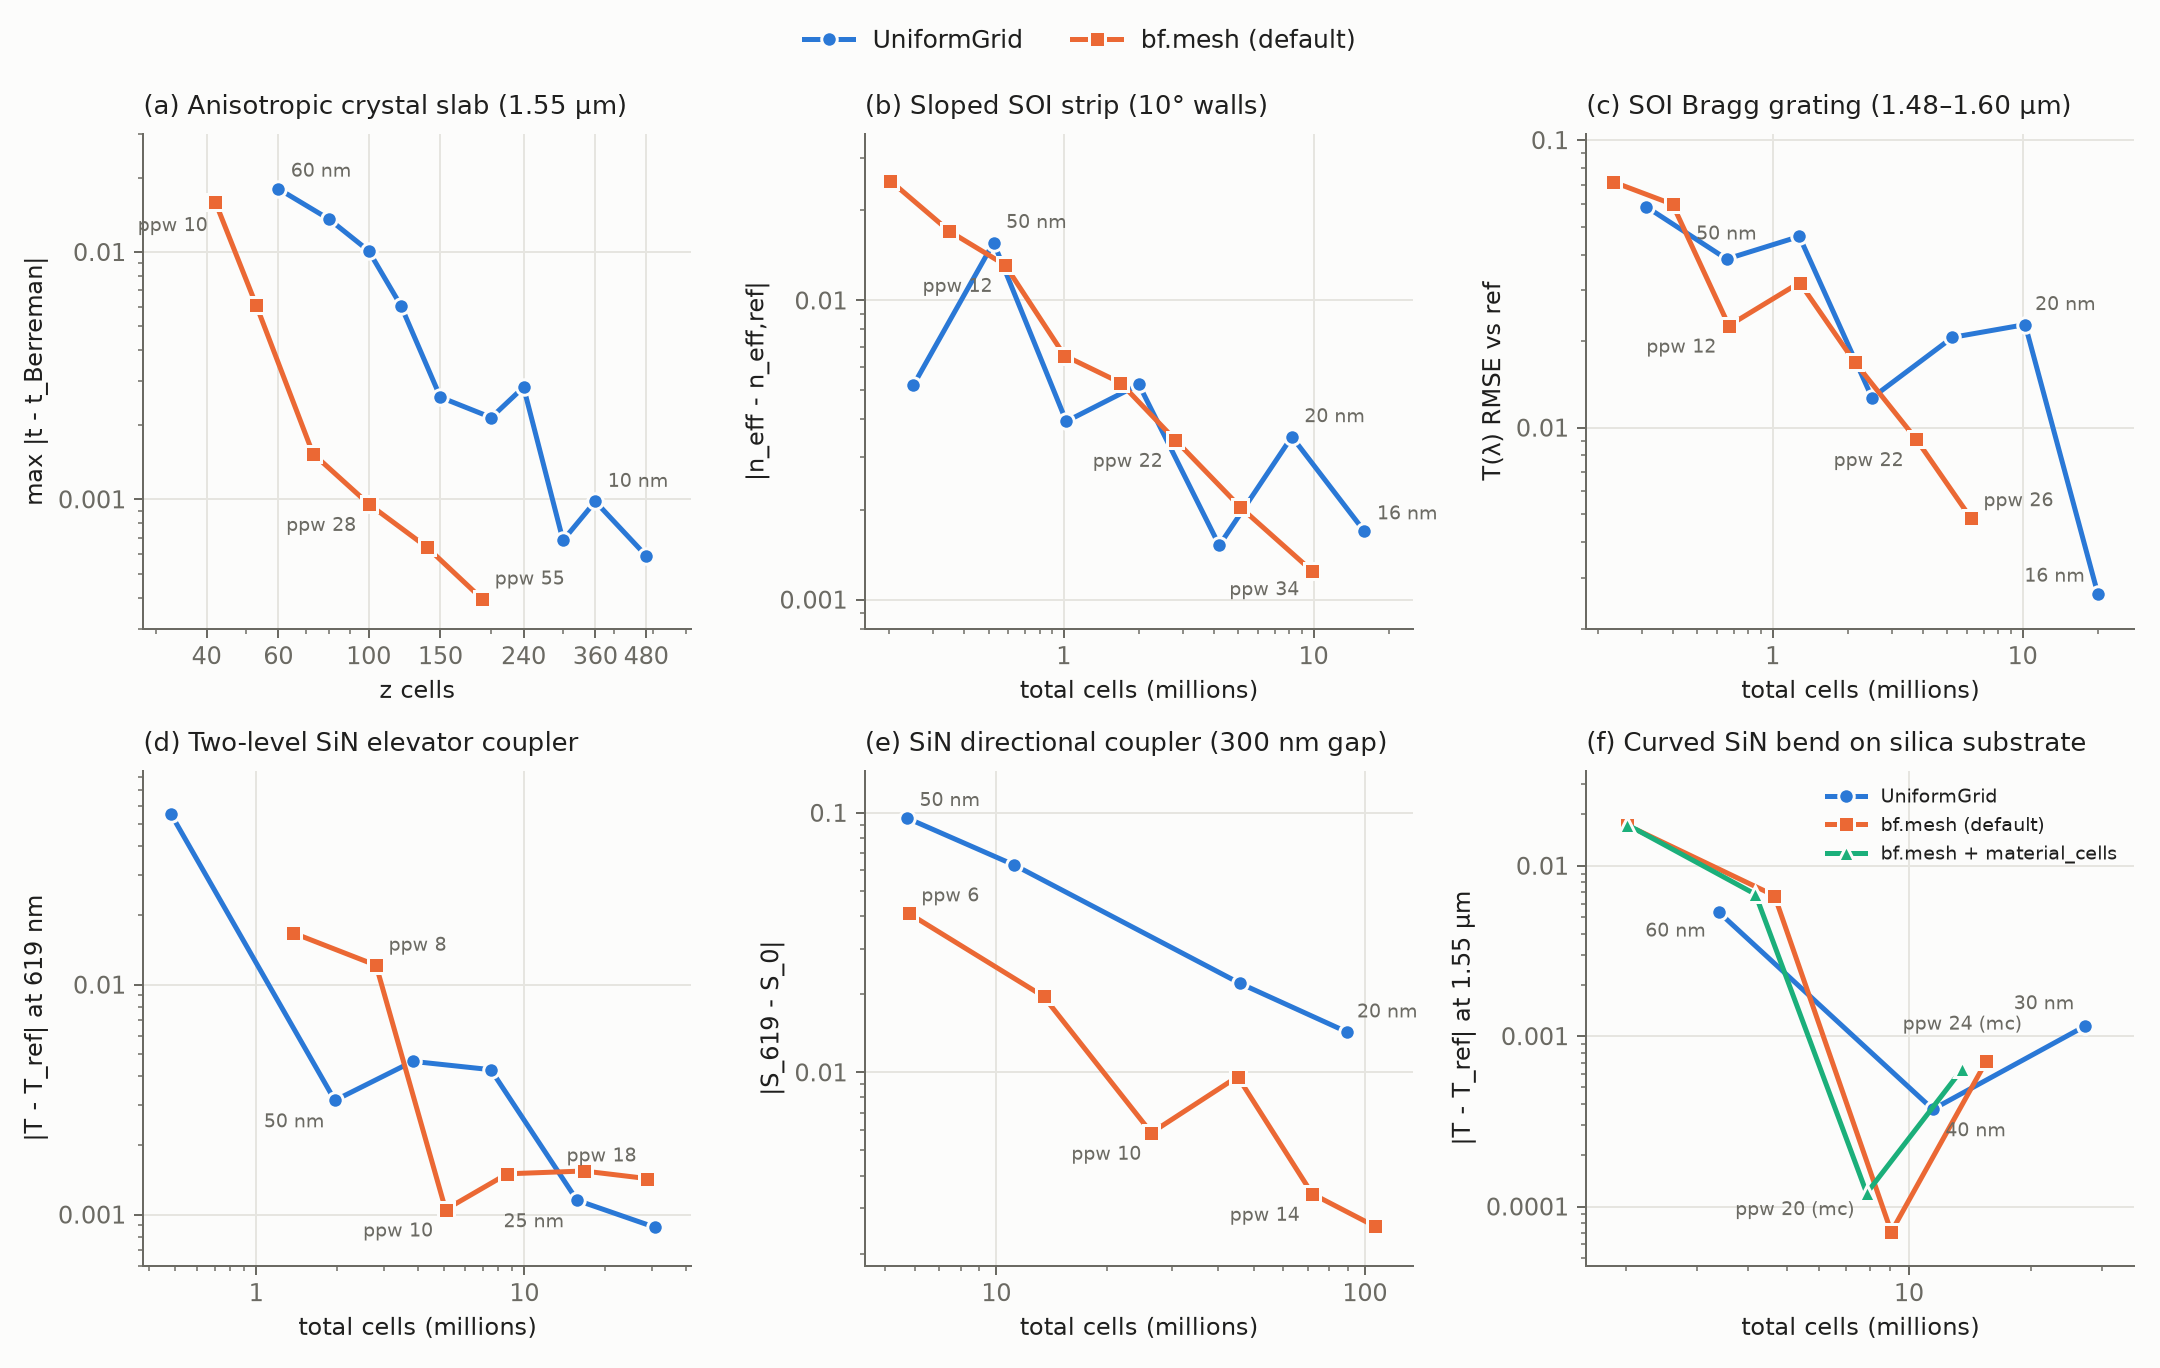 UniformGrid
bf.mesh (default)
(a) Anisotropic crystal slab (1.55 µm)
max |t - t_Berreman|
0.01
0.001
60 nm
ppw 10
10 nm
ppw 28
ppw 55
40 60 100 150 240 360 480
z cells
(b) Sloped SOI strip (10° walls)
|n_eff - n_eff,ref|
0.01
0.001
50 nm
ppw 12
20 nm
ppw 22
16 nm
ppw 34
1 10
total cells (millions)
(c) SOI Bragg grating (1.48–1.60 µm)
T(λ) RMSE vs ref
0.1
0.01
50 nm
20 nm
ppw 12
ppw 22
ppw 26
16 nm
1 10
total cells (millions)
(d) Two-level SiN elevator coupler
|T - T_ref| at 619 nm
0.01
0.001
ppw 8
50 nm
ppw 18
25 nm
ppw 10
1 10
total cells (millions)
(e) SiN directional coupler (300 nm gap)
|S_619 - S_0|
0.1
0.01
50 nm
ppw 6
20 nm
ppw 10
ppw 14
10 100
total cells (millions)
(f) Curved SiN bend on silica substrate
|T - T_ref| at 1.55 µm
0.01
0.001
0.0001
UniformGrid
bf.mesh (default)
bf.mesh + material_cells
60 nm
30 nm
ppw 24 (mc)
40 nm
ppw 20 (mc)
10
total cells (millions)